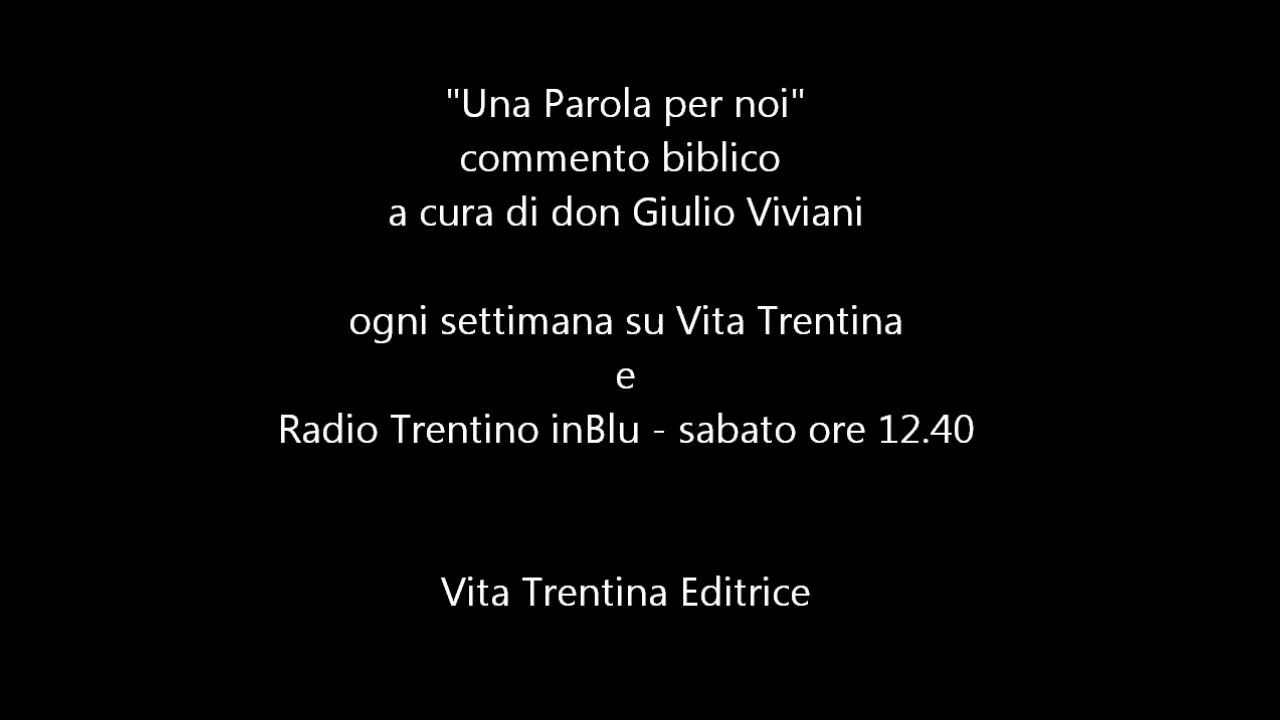 "Una Parola per noi"
commento biblico
a cura di don Giulio Viviani
ogni settimana su Vita Trentina
e
Radio Trentino inBlu - sabato ore 12.40
Vita Trentina Editrice